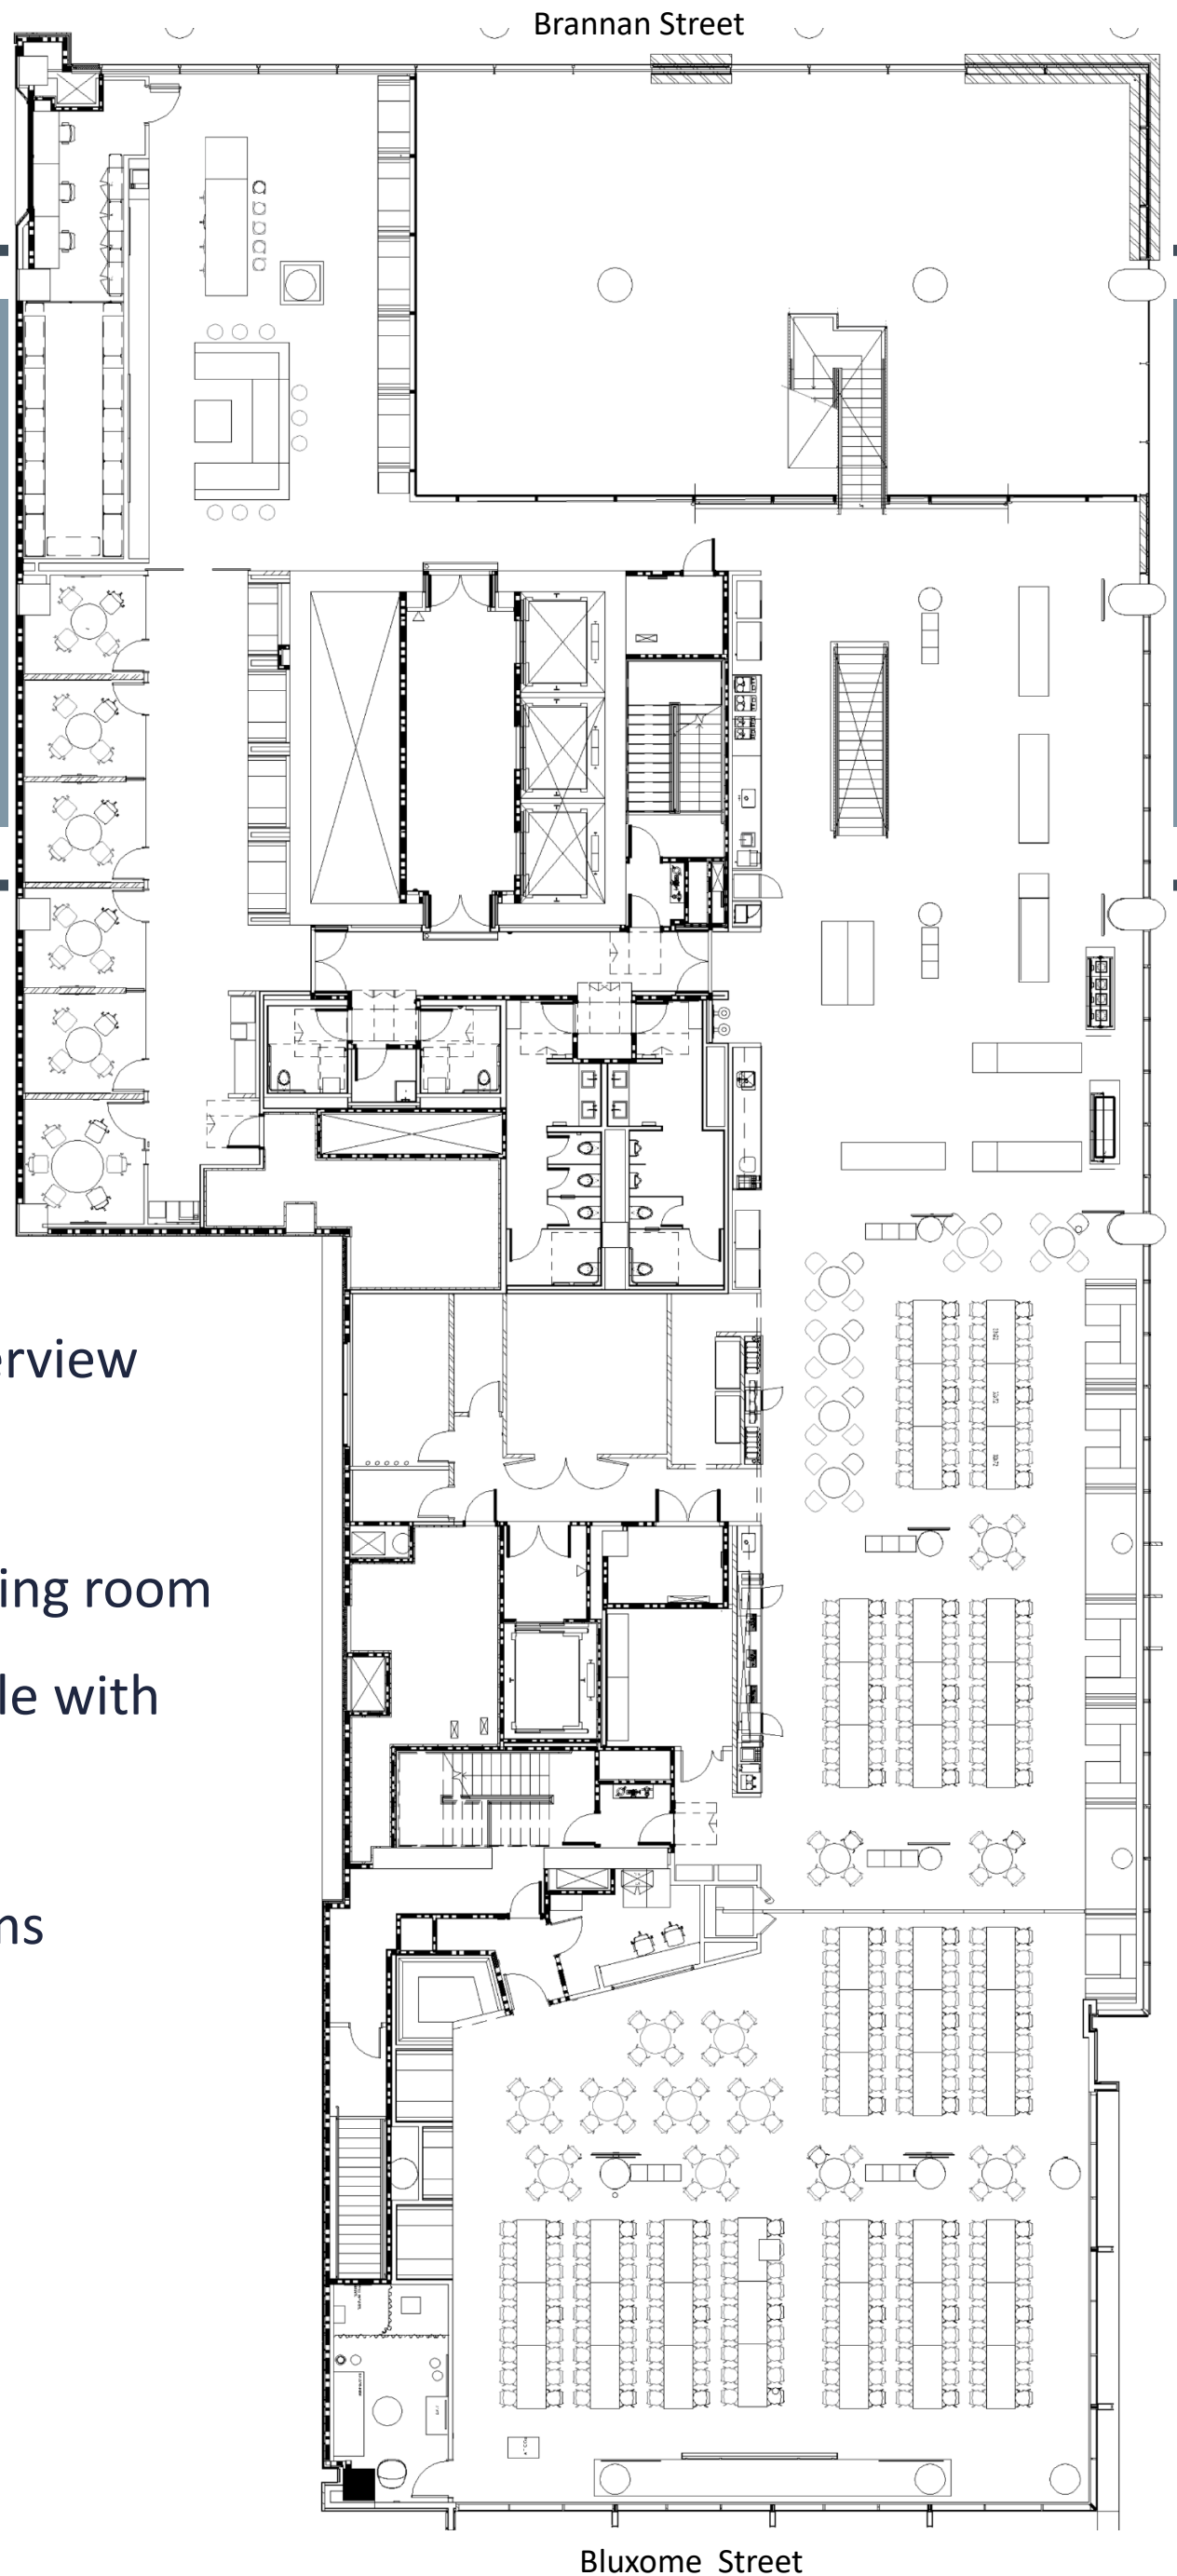 Brannan Street
erview
ing room
le with
ns
Bluxome Street